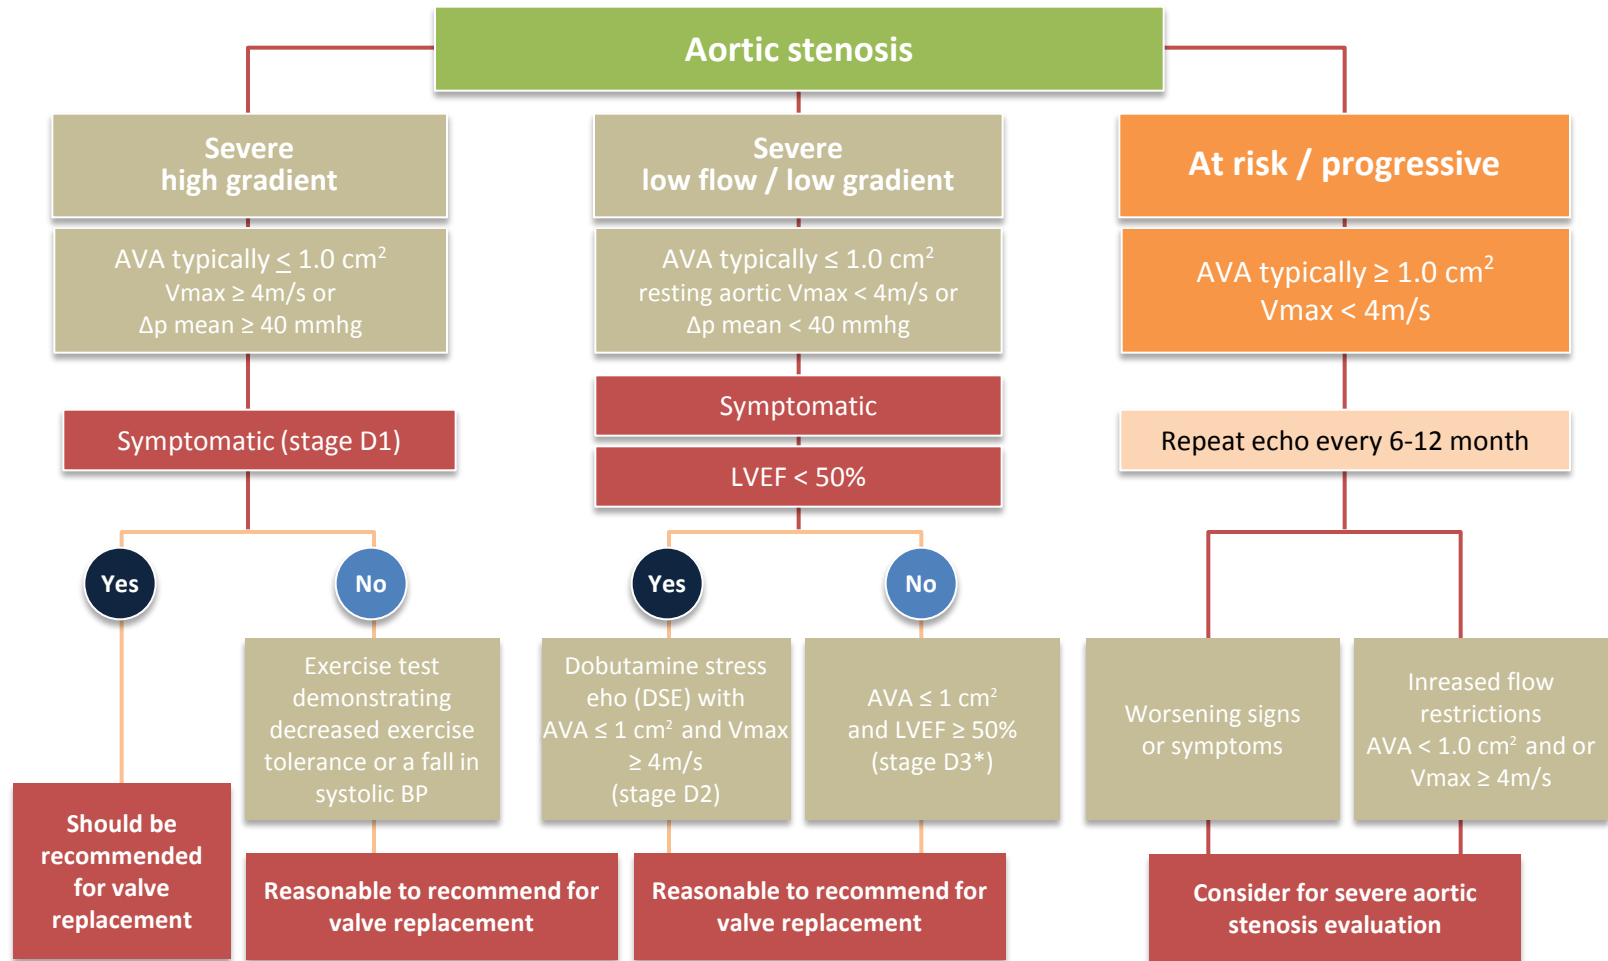 Aortic stenosis
Severe
high gradient
AVA typically ≤ 1.0 cm²
Vmax ≥ 4m/s or
Δp mean ≥ 40 mmhg
Symptomatic (stage D1)
Yes
No
Should be
recommended
for valve
replacement
Exercise test
demonstrating
decreased exercise
tolerance or a fall in
systolic BP
Reasonable to recommend for
valve replacement
Severe
low flow / low gradient
AVA typically ≤ 1.0 cm²
resting aortic Vmax < 4m/s or
Δp mean < 40 mmhg
Symptomatic
LVEF < 50%
Yes
No
Dobutamine stress
eho (DSE) with
AVA ≤ 1 cm² and Vmax
≥ 4m/s
(stage D2)
AVA ≤ 1 cm²
and LVEF ≥ 50%
(stage D3*)
Reasonable to recommend for
valve replacement
At risk / progressive
AVA typically ≥ 1.0 cm²
Vmax < 4m/s
Repeat echo every 6-12 month
Worsening signs
or symptoms
Inreased flow
restrictions
AVA < 1.0 cm² and or
Vmax ≥ 4m/s
Consider for severe aortic
stenosis evaluation